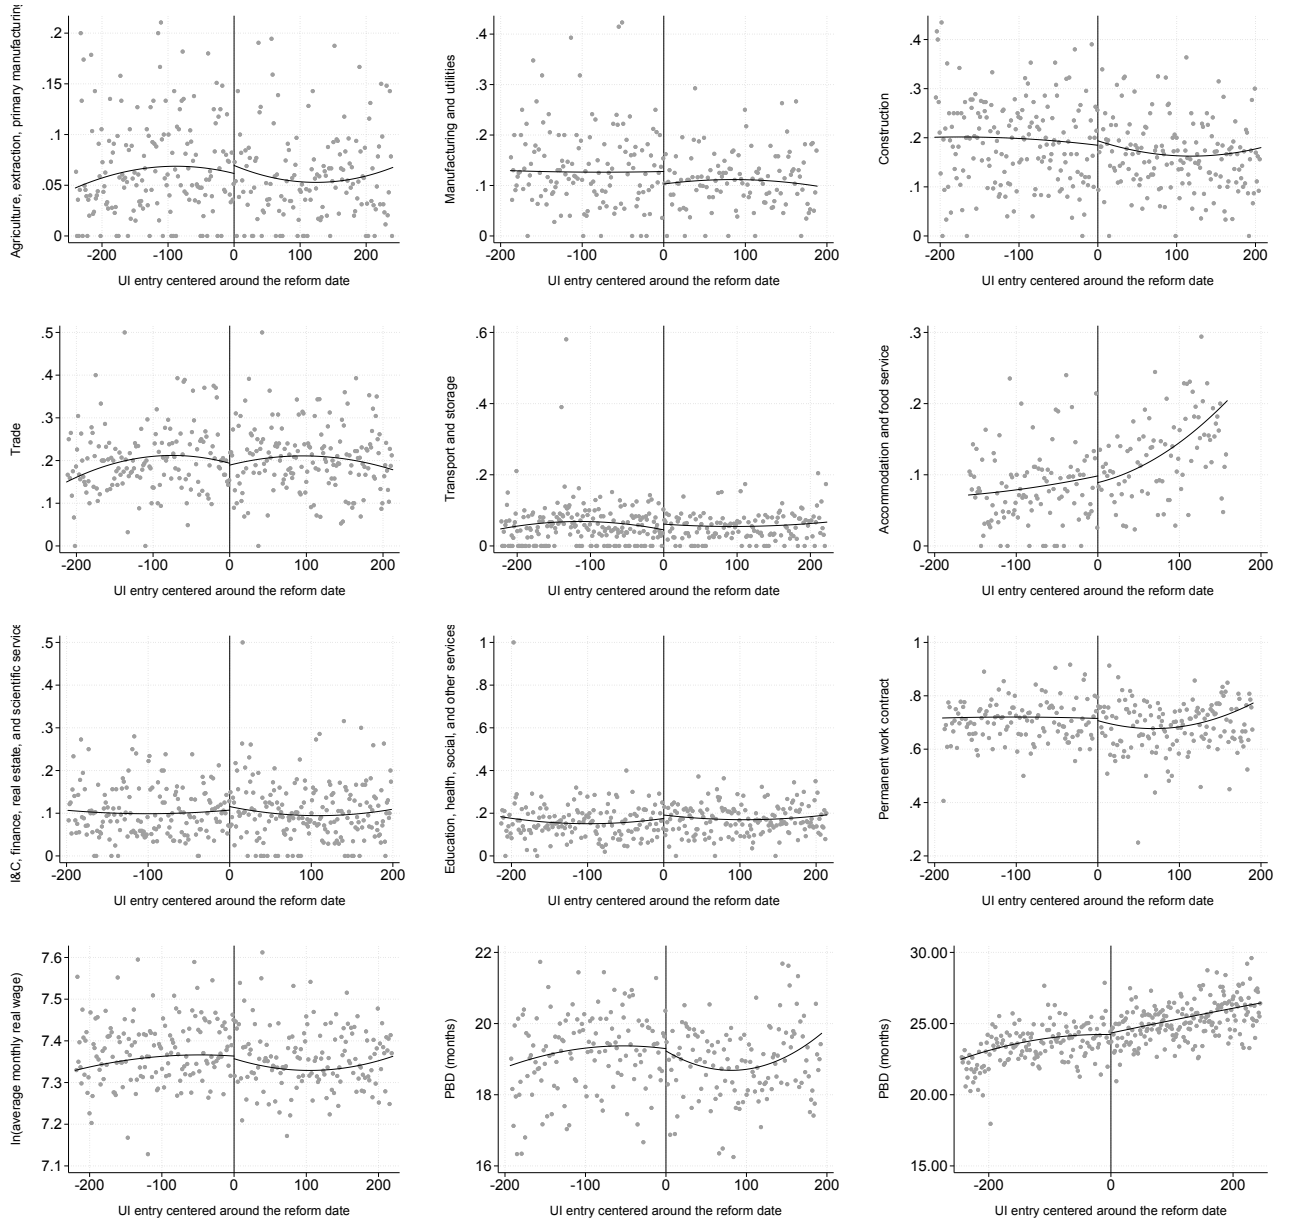 Agriculture, extraction, primary manufacturing
.2
.15
.1
.05
0
-200 -100 0 100 200
UI entry centered around the reform date
Manufacturing and utilities
.4
.3
.2
.1
0
-200 -100 0 100 200
UI entry centered around the reform date
Construction
.4
.3
.2
.1
0
-200 -100 0 100 200
UI entry centered around the reform date
Trade
.5
.4
.3
.2
.1
0
-200 -100 0 100 200
UI entry centered around the reform date
Transport and storage
.6
.4
.2
0
-200 -100 0 100 200
UI entry centered around the reform date
Accommodation and food service
.3
.2
.1
0
-200 -100 0 100 200
UI entry centered around the reform date
I&C, finance, real estate, and scientific service
.5
.4
.3
.2
.1
0
-200 -100 0 100 200
UI entry centered around the reform date
Education, health, social, and other services
1
.8
.6
.4
.2
0
-200 -100 0 100 200
UI entry centered around the reform date
Permanent work contract
1
.8
.6
.4
.2
-200 -100 0 100 200
UI entry centered around the reform date
ln(average monthly real wage)
7.6
7.5
7.4
7.3
7.2
7.1
-200 -100 0 100 200
UI entry centered around the reform date
PBD (months)
22
20
18
16
-200 -100 0 100 200
UI entry centered around the reform date
PBD (months)
30.00
25.00
20.00
15.00
-200 0 200
UI entry centered around the reform date